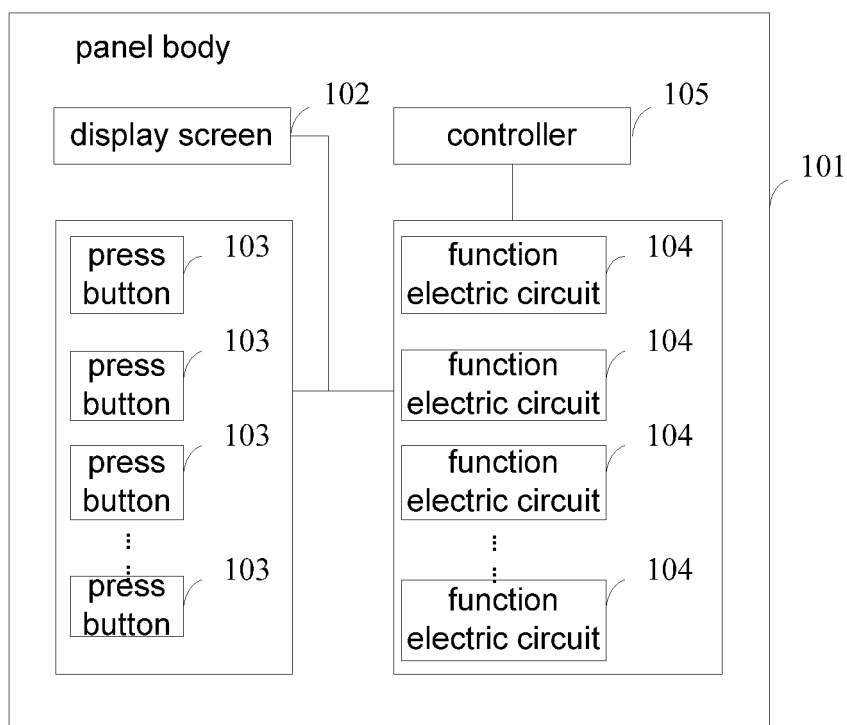 panel body
102
display screen
105
controller
101
103
press
button
103
press
button
103
press
button
⋮
103
press
button
104
function
electric circuit
104
function
electric circuit
104
function
electric circuit
⋮
104
function
electric circuit